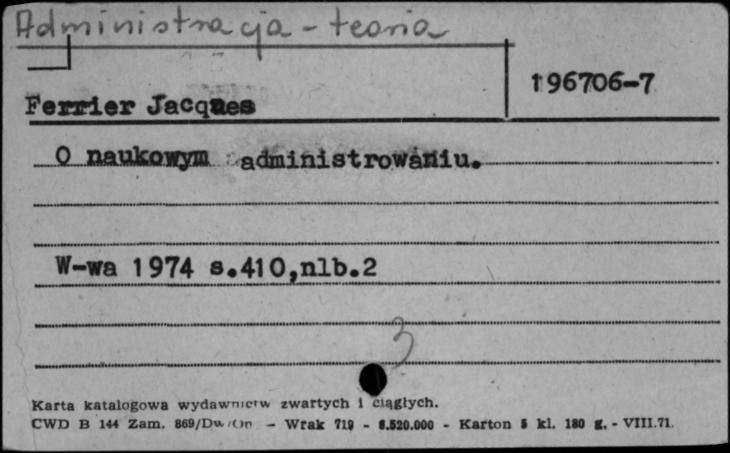 Administracja - teoria
196706-7
Ferrier Jacques
O naukowym administrowaniu.
W-wa 1974 s.410,nlb.2
3
Karta katalogowa wydawnictw zwartych i ciągłych.
CWD B 144 Zam. 869/Dw/On - Wrak 719 - 8.520.000 - Karton 5 kl. 180 g. - VIII.71.